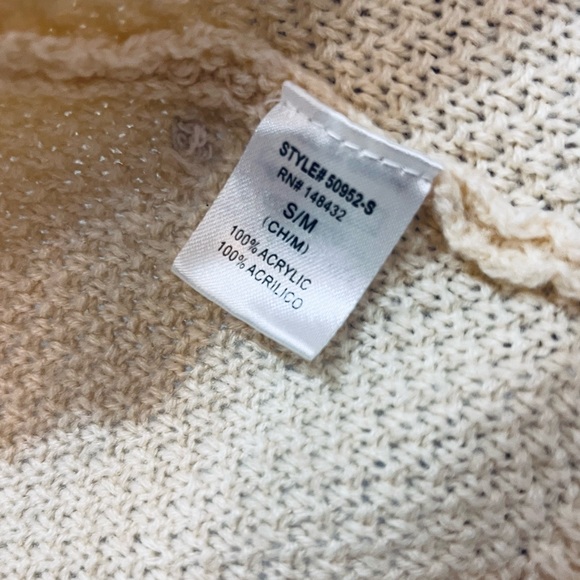 STYLE# 50952-S
RN# 148432
S/M
(CH/M)
100% ACRYLIC
100% ACRILICO